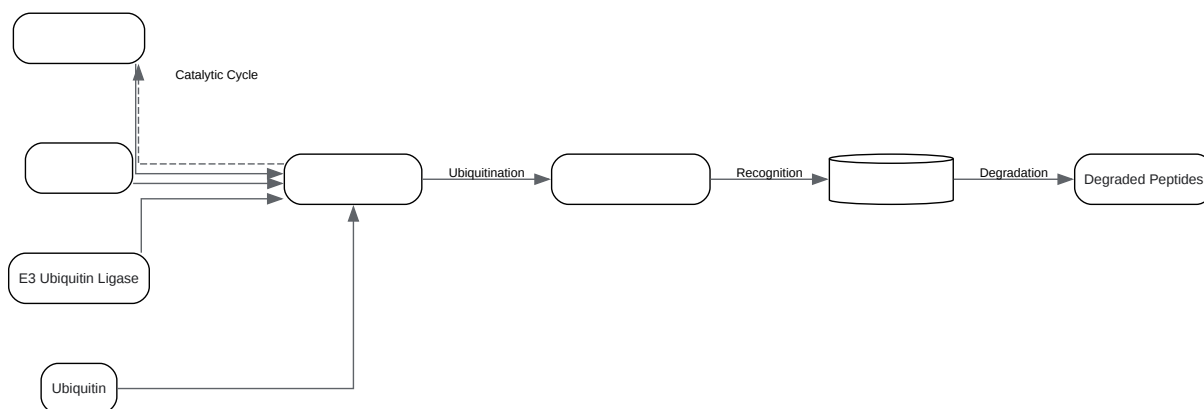 Catalytic Cycle
Ubiquitination
Recognition
Degradation
Degraded Peptides
E3 Ubiquitin Ligase
Ubiquitin